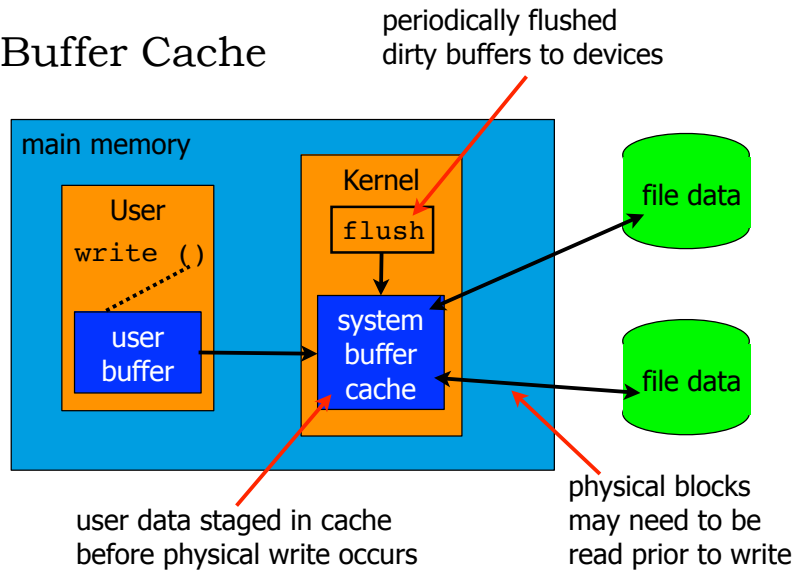 Buffer Cache
periodically flushed
dirty buffers to devices
main memory
User
write ()
user
buffer
Kernel
flush
system
buffer
cache
file data
file data
user data staged in cache
before physical write occurs
physical blocks
may need to be
read prior to write